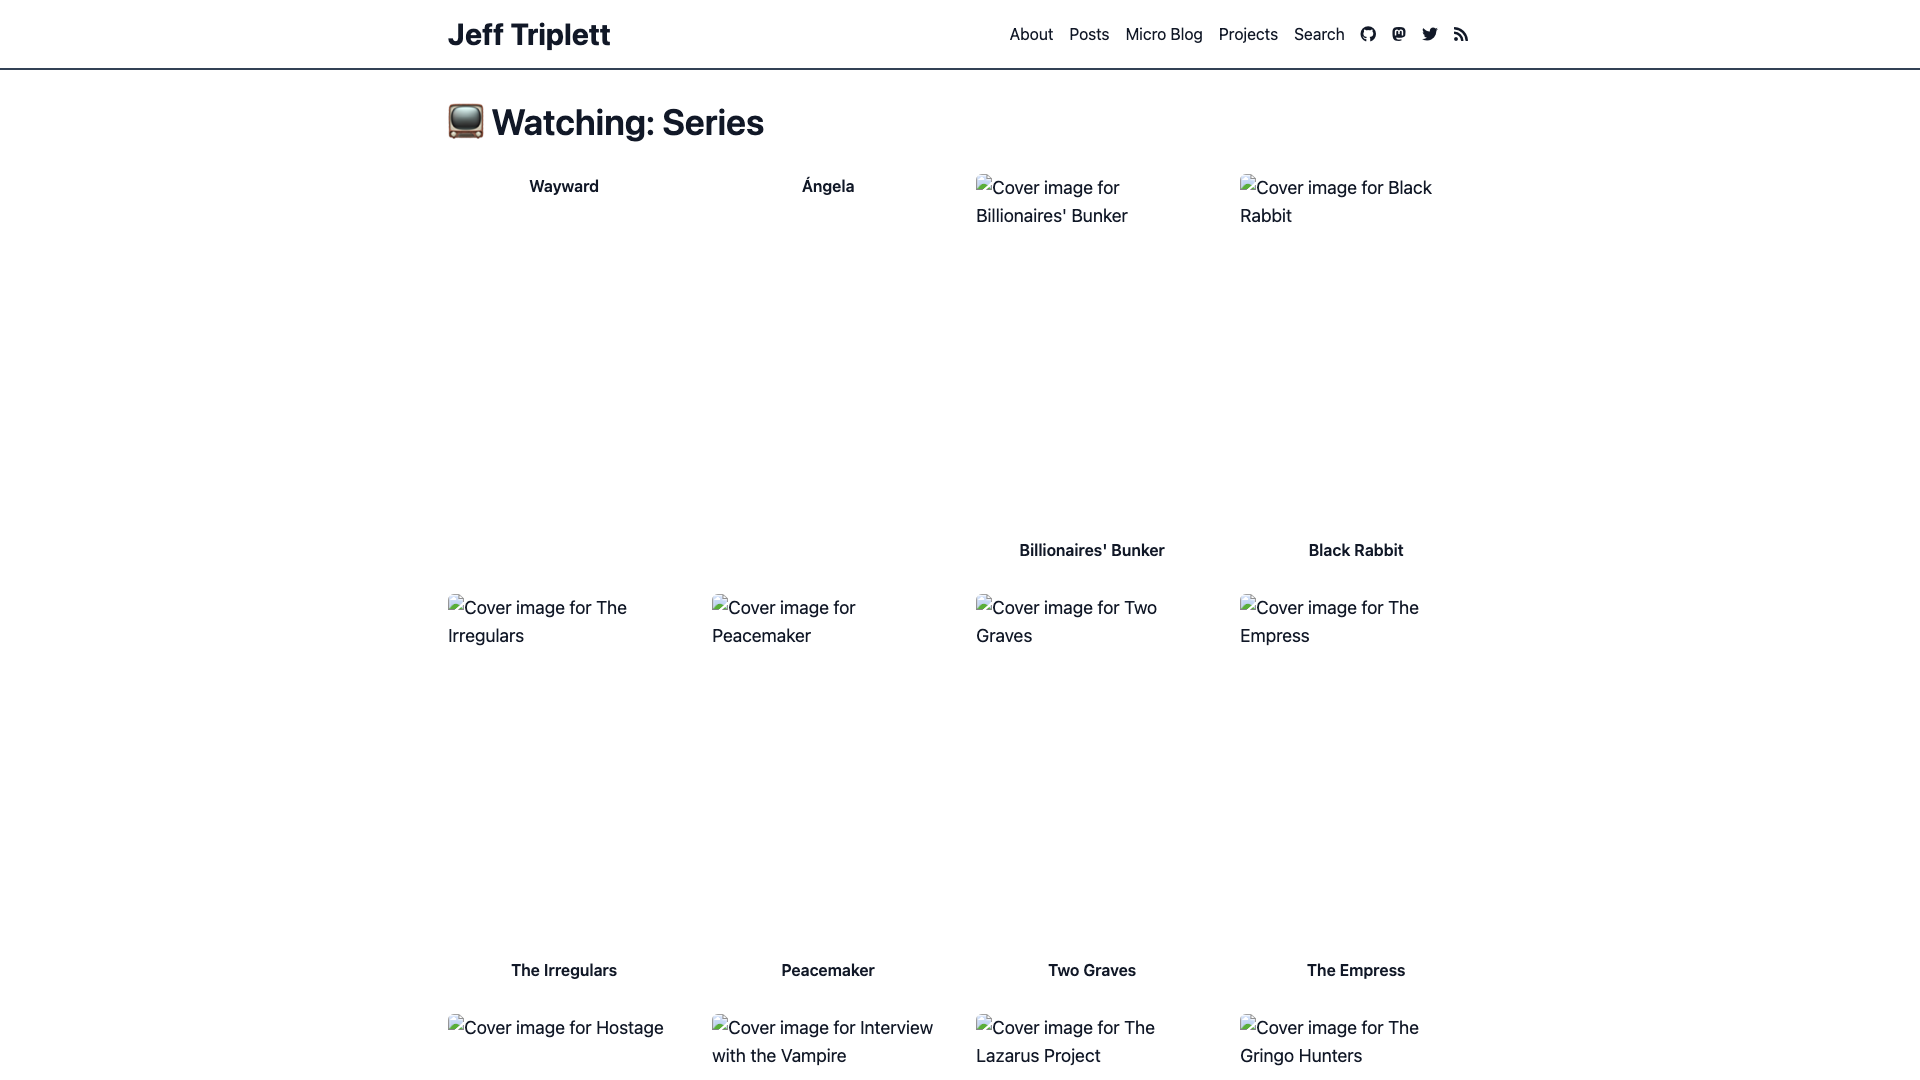 Jeff Triplett
About Posts Micro Blog Projects Search
Watching: Series
Wayward
Ángela
Cover image for
Billionaires' Bunker
Cover image for Black
Rabbit
Billionaires' Bunker
Black Rabbit
Cover image for The
Irregulars
Cover image for
Peacemaker
Cover image for Two
Graves
Cover image for The
Empress
The Irregulars
Peacemaker
Two Graves
The Empress
Cover image for Hostage
Cover image for Interview
with the Vampire
Cover image for The
Lazarus Project
Cover image for The
Gringo Hunters